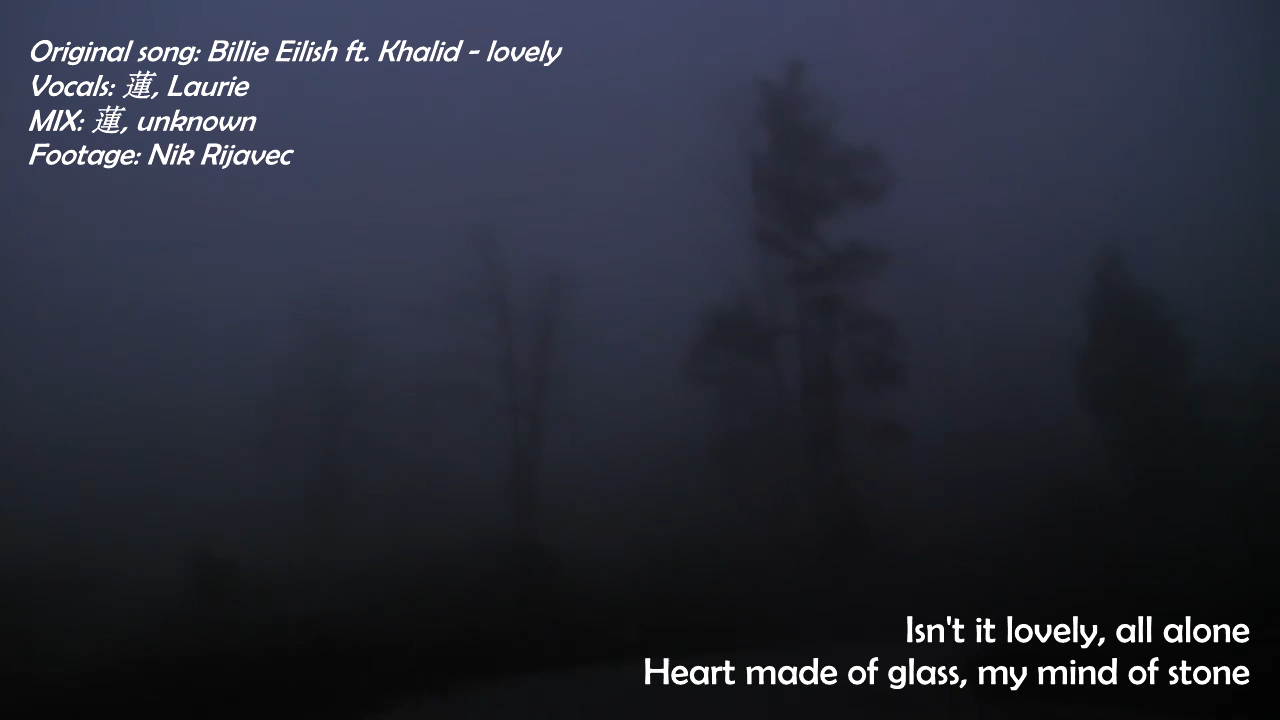 Original song: Billie Eilish ft. Khalid - lovely
Vocals: 蓮, Laurie
MIX: 蓮, unknown
Footage: Nik Rijavec
Isn't it lovely, all alone
Heart made of glass, my mind of stone